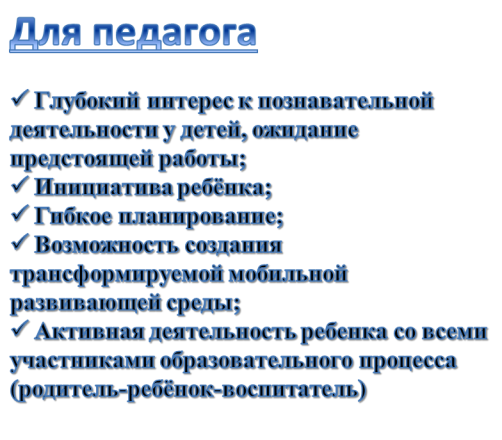 Для педагога
✓ Глубокий интерес к познавательной
деятельности у детей, ожидание
предстоящей работы;
✓ Инициатива ребёнка;
✓ Гибкое планирование;
✓ Возможность создания
трансформируемой мобильной
развивающей среды;
✓ Активная деятельность ребенка со всеми
участниками образовательного процесса
(родитель-ребёнок-воспитатель)